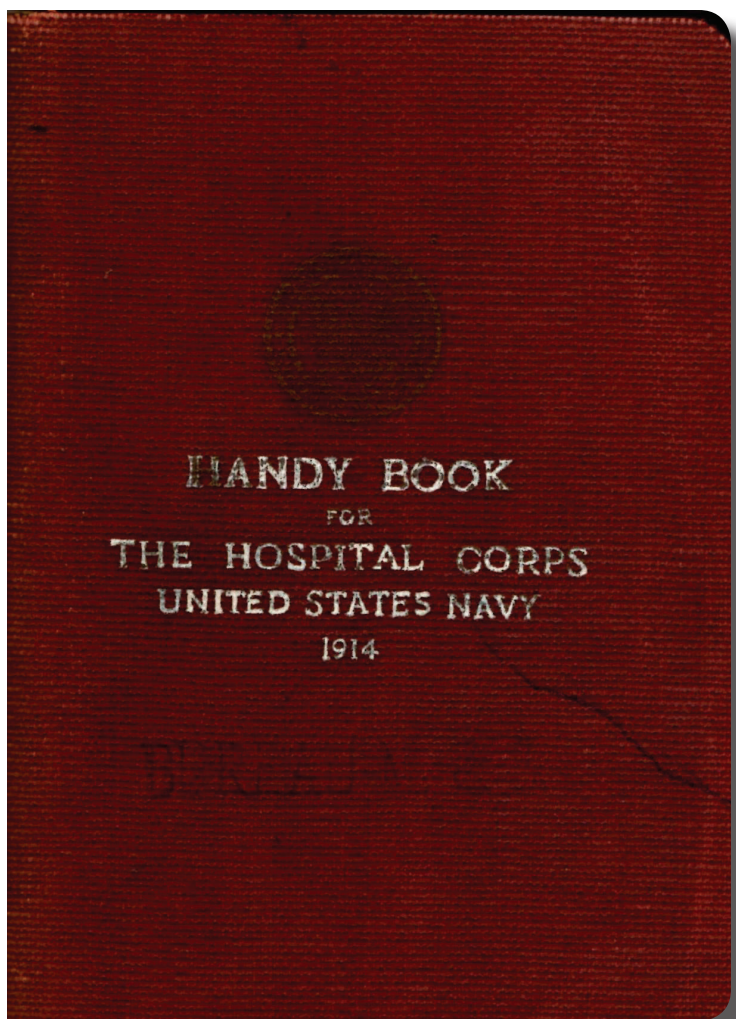 HANDY BOOK
FOR
THE HOSPITAL CORPS
UNITED STATES NAVY
1914